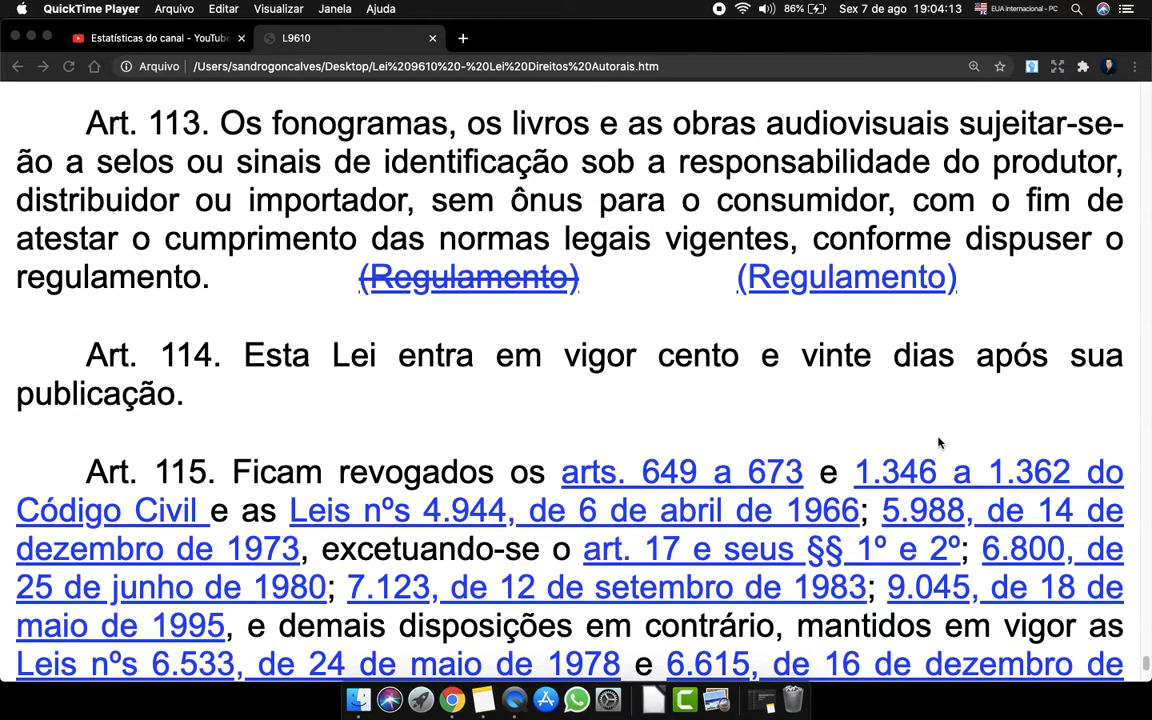 QuickTime Player Arquivo Editar Visualizar Janela Ajuda 86% Sex 7 de ago 19:04:13 EUA Internacional - PC
Estatísticas do canal - YouTube L9610
Arquivo /Users/sandrogoncalves/Desktop/Lei%209610%20-%20Lei%20Direitos%20Autorais.htm
Art. 113. Os fonogramas, os livros e as obras audiovisuais sujeitar-se-
ão a selos ou sinais de identificação sob a responsabilidade do produtor,
distribuidor ou importador, sem ônus para o consumidor, com o fim de
atestar o cumprimento das normas legais vigentes, conforme dispuser o
regulamento. (Regulamento) (Regulamento)
Art. 114. Esta Lei entra em vigor cento e vinte dias após sua
publicação.
Art. 115. Ficam revogados os arts. 649 a 673 e 1.346 a 1.362 do
Código Civil e as Leis nºs 4.944, de 6 de abril de 1966; 5.988, de 14 de
dezembro de 1973, excetuando-se o art. 17 e seus §§ 1º e 2º; 6.800, de
25 de junho de 1980; 7.123, de 12 de setembro de 1983; 9.045, de 18 de
maio de 1995, e demais disposições em contrário, mantidos em vigor as
Leis nºs 6.533, de 24 de maio de 1978 e 6.615, de 16 de dezembro de